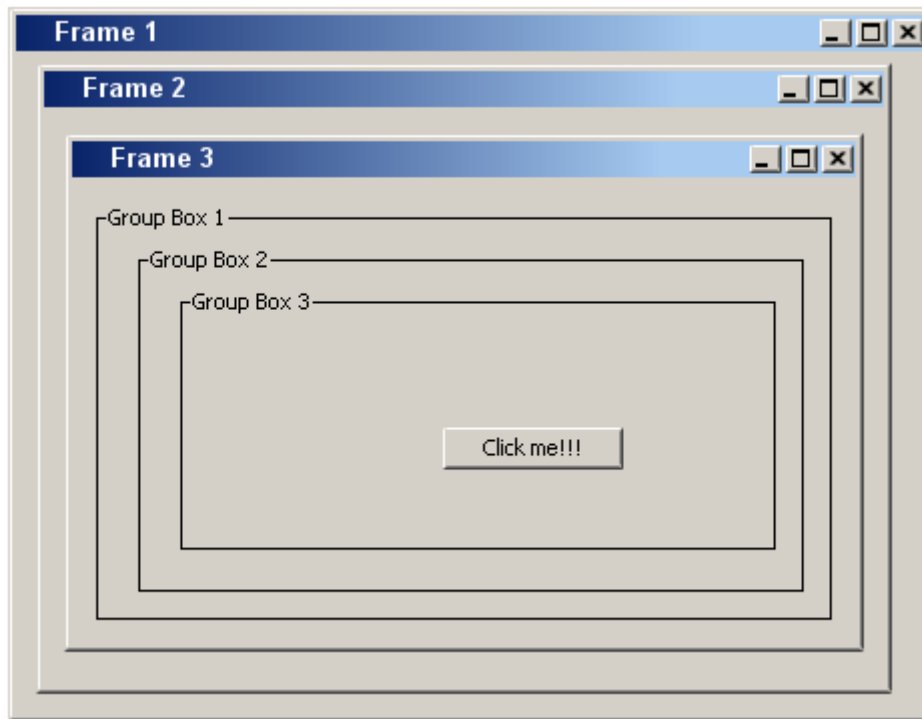 Frame 1
Frame 2
Frame 3
Group Box 1
Group Box 2
Group Box 3
Click me!!!